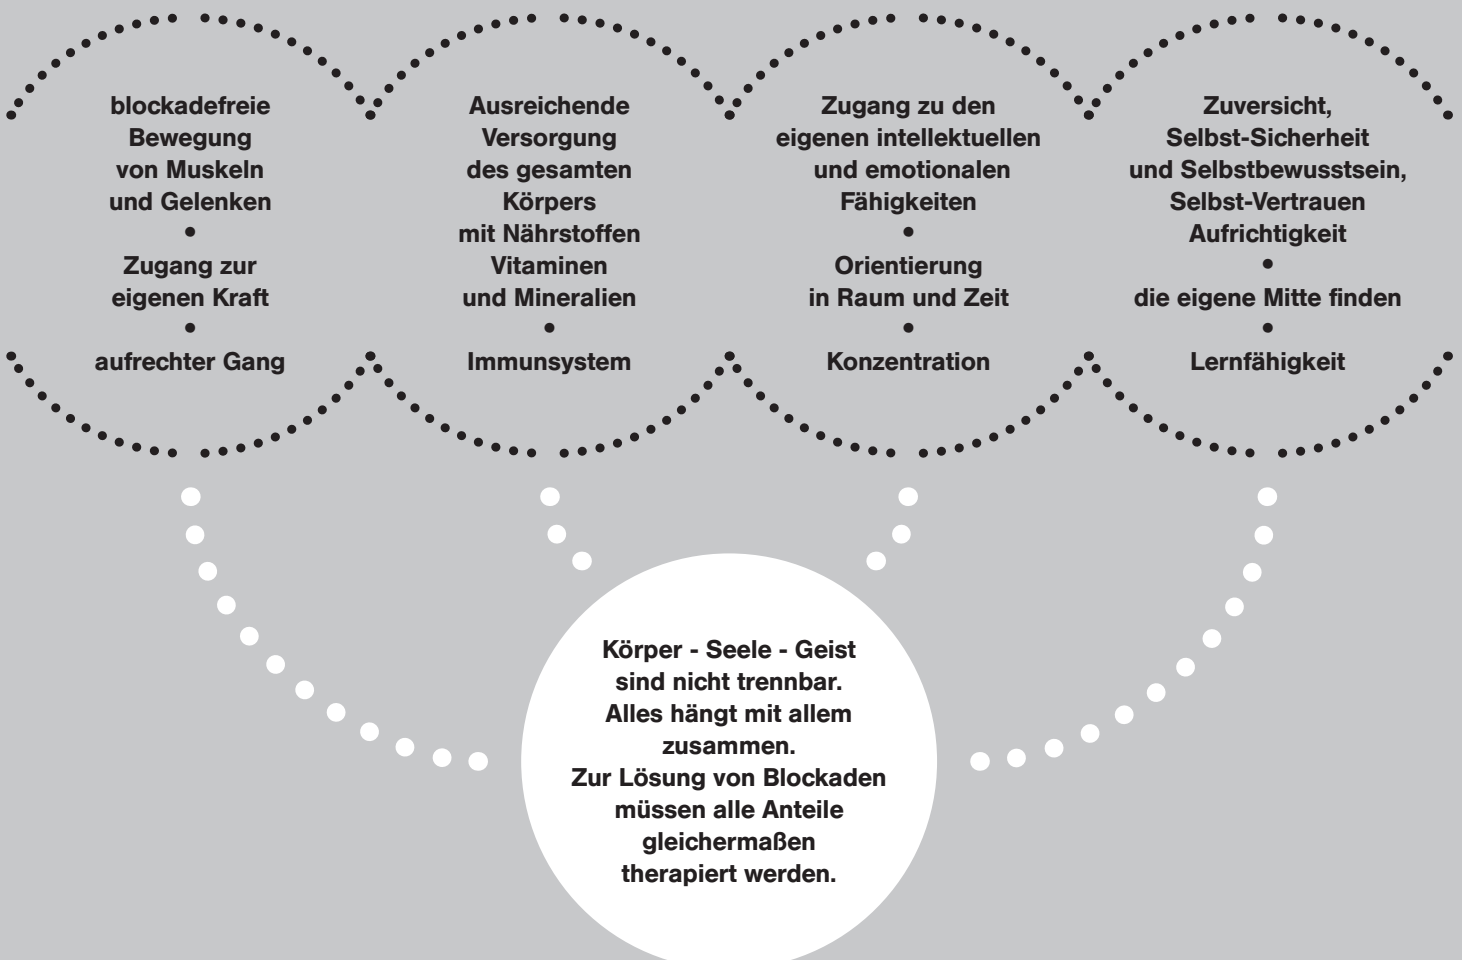 blockadefreie
Bewegung
von Muskeln
und Gelenken
•
Zugang zur
eigenen Kraft
•
aufrechter Gang
Ausreichende
Versorgung
des gesamten
Körpers
mit Nährstoffen
Vitaminen
und Mineralien
•
Immunsystem
Zugang zu den
eigenen intellektuellen
und emotionalen
Fähigkeiten
•
Orientierung
in Raum und Zeit
•
Konzentration
Zuversicht,
Selbst-Sicherheit
und Selbstbewusstsein,
Selbst-Vertrauen
Aufrichtigkeit
•
die eigene Mitte finden
•
Lernfähigkeit
Körper - Seele - Geist
sind nicht trennbar.
Alles hängt mit allem
zusammen.
Zur Lösung von Blockaden
müssen alle Anteile
gleichermaßen
therapiert werden.